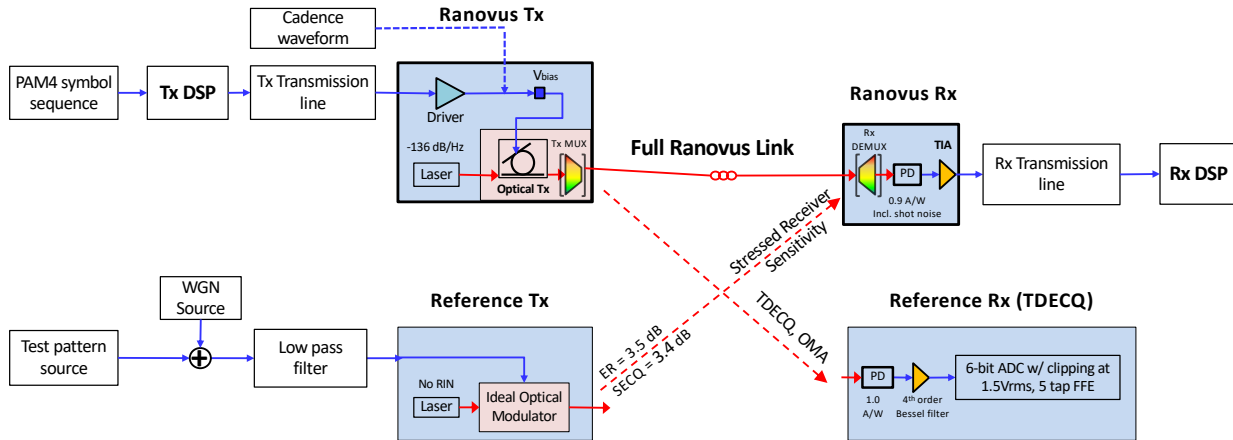 Ranovus Tx
Cadence
waveform
PAM4 symbol
sequence
Tx DSP
Tx Transmission
line
Driver
Vbias
-136 dB/Hz
Laser
Optical Tx
Tx MUX
Full Ranovus Link
Ranovus Rx
Rx
DEMUX
PD
TIA
0.9 A/W
Incl. shot noise
Rx Transmission
line
Rx DSP
Stressed Receiver
Sensitivity
TDECQ, OMA
WGN
Source
Test pattern
source
Low pass
filter
Reference Tx
No RIN
Laser
Ideal Optical
Modulator
ER = 3.5 dB
SECQ = 3.4 dB
Reference Rx (TDECQ)
PD
1.0
A/W
4th order
Bessel filter
6-bit ADC w/ clipping at
1.5Vrms, 5 tap FFE